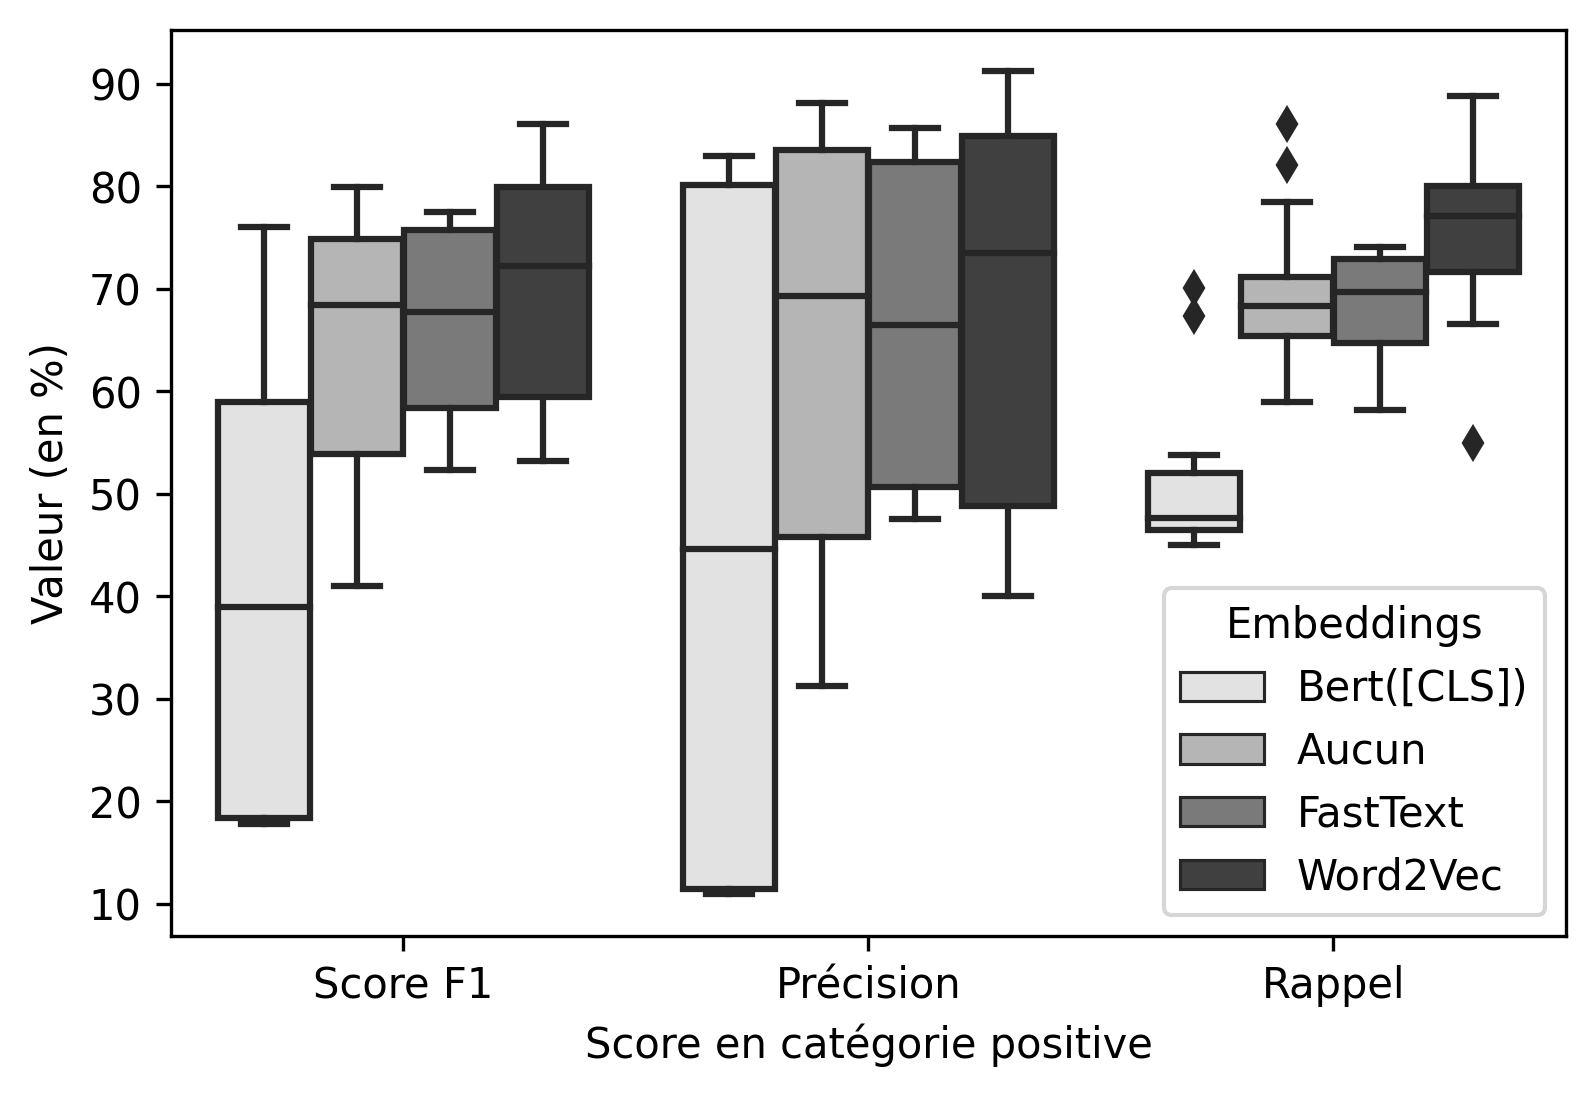 Valeur (en %)
90
80
70
60
50
40
30
20
10
Score F1
Précision
Rappel
Score en catégorie positive
Embeddings
Bert([CLS])
Aucun
FastText
Word2Vec